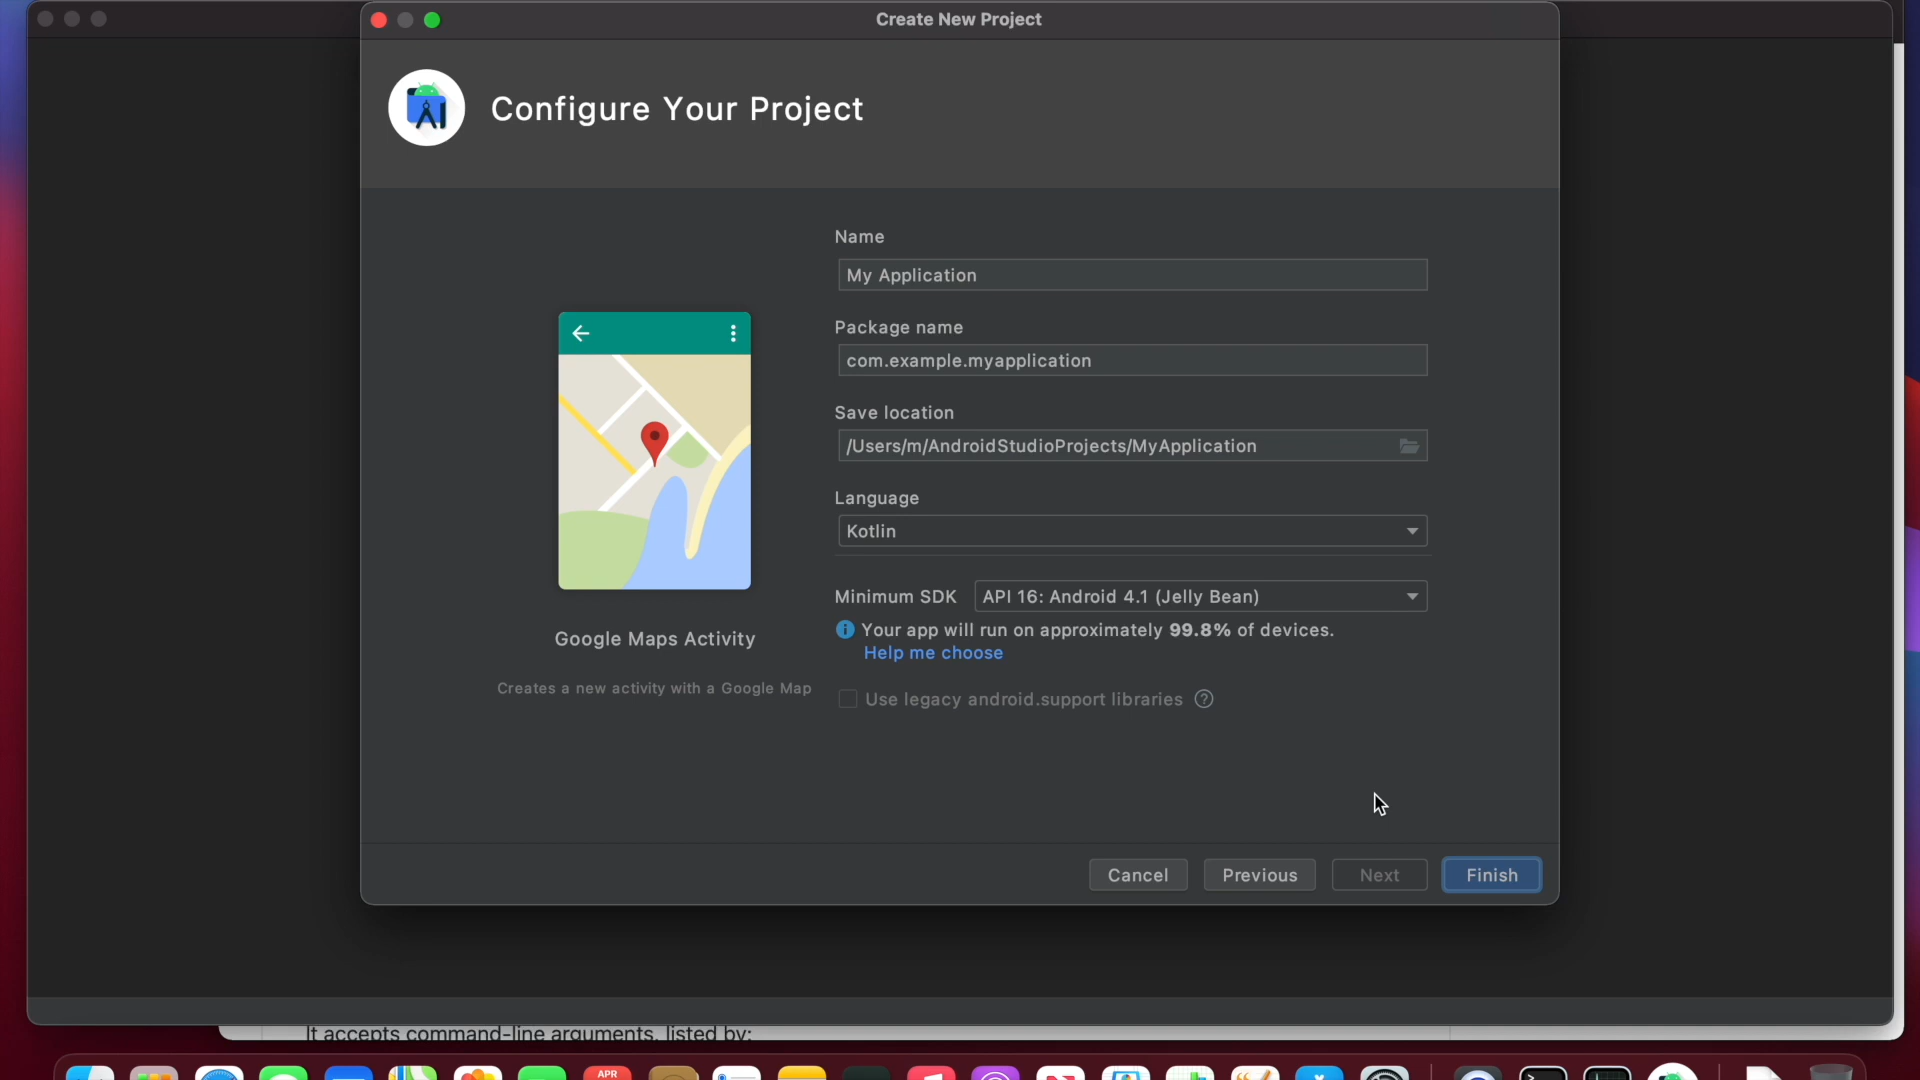 Create New Project
Configure Your Project
Name
My Application
Package name
com.example.myapplication
Save location
/Users/m/AndroidStudioProjects/MyApplication
Language
Kotlin
Minimum SDK
API 16: Android 4.1 (Jelly Bean)
Your app will run on approximately 99.8% of devices.
Help me choose
Use legacy android.support libraries
Google Maps Activity
Creates a new activity with a Google Map
Cancel
Previous
Next
Finish
It accepts command-line arguments, listed by:
APR